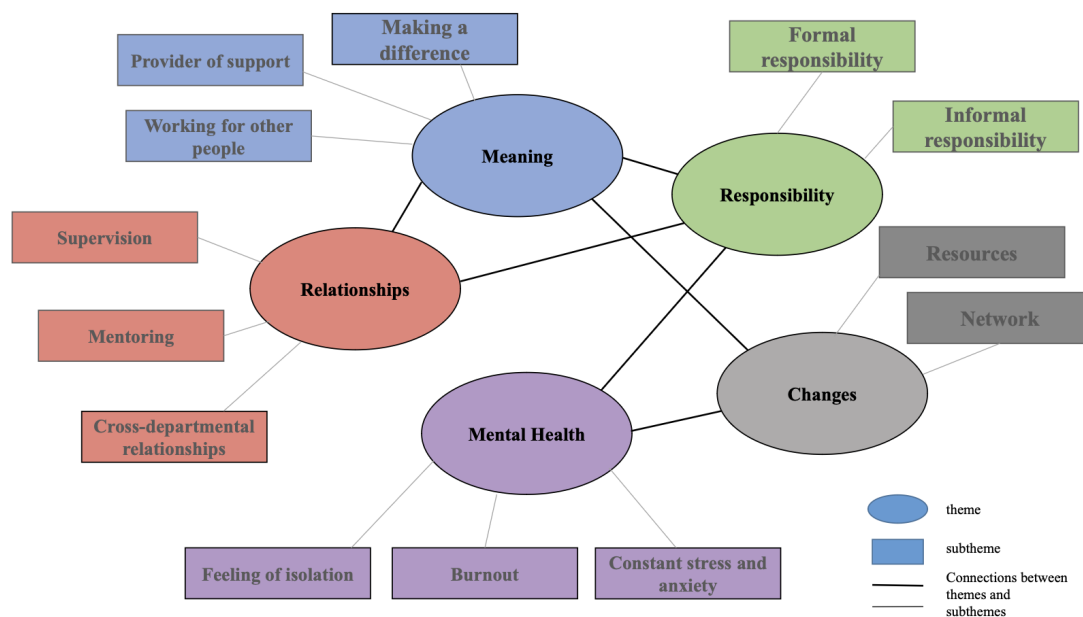 Making a
difference
Provider of support
Working for other
people
Meaning
Formal
responsibility
Informal
responsibility
Responsibility
Supervision
Relationships
Mentoring
Cross-departmental
relationships
Resources
Network
Changes
Mental Health
Feeling of isolation
Burnout
Constant stress and
anxiety
theme
subtheme
Connections between
themes and
subthemes